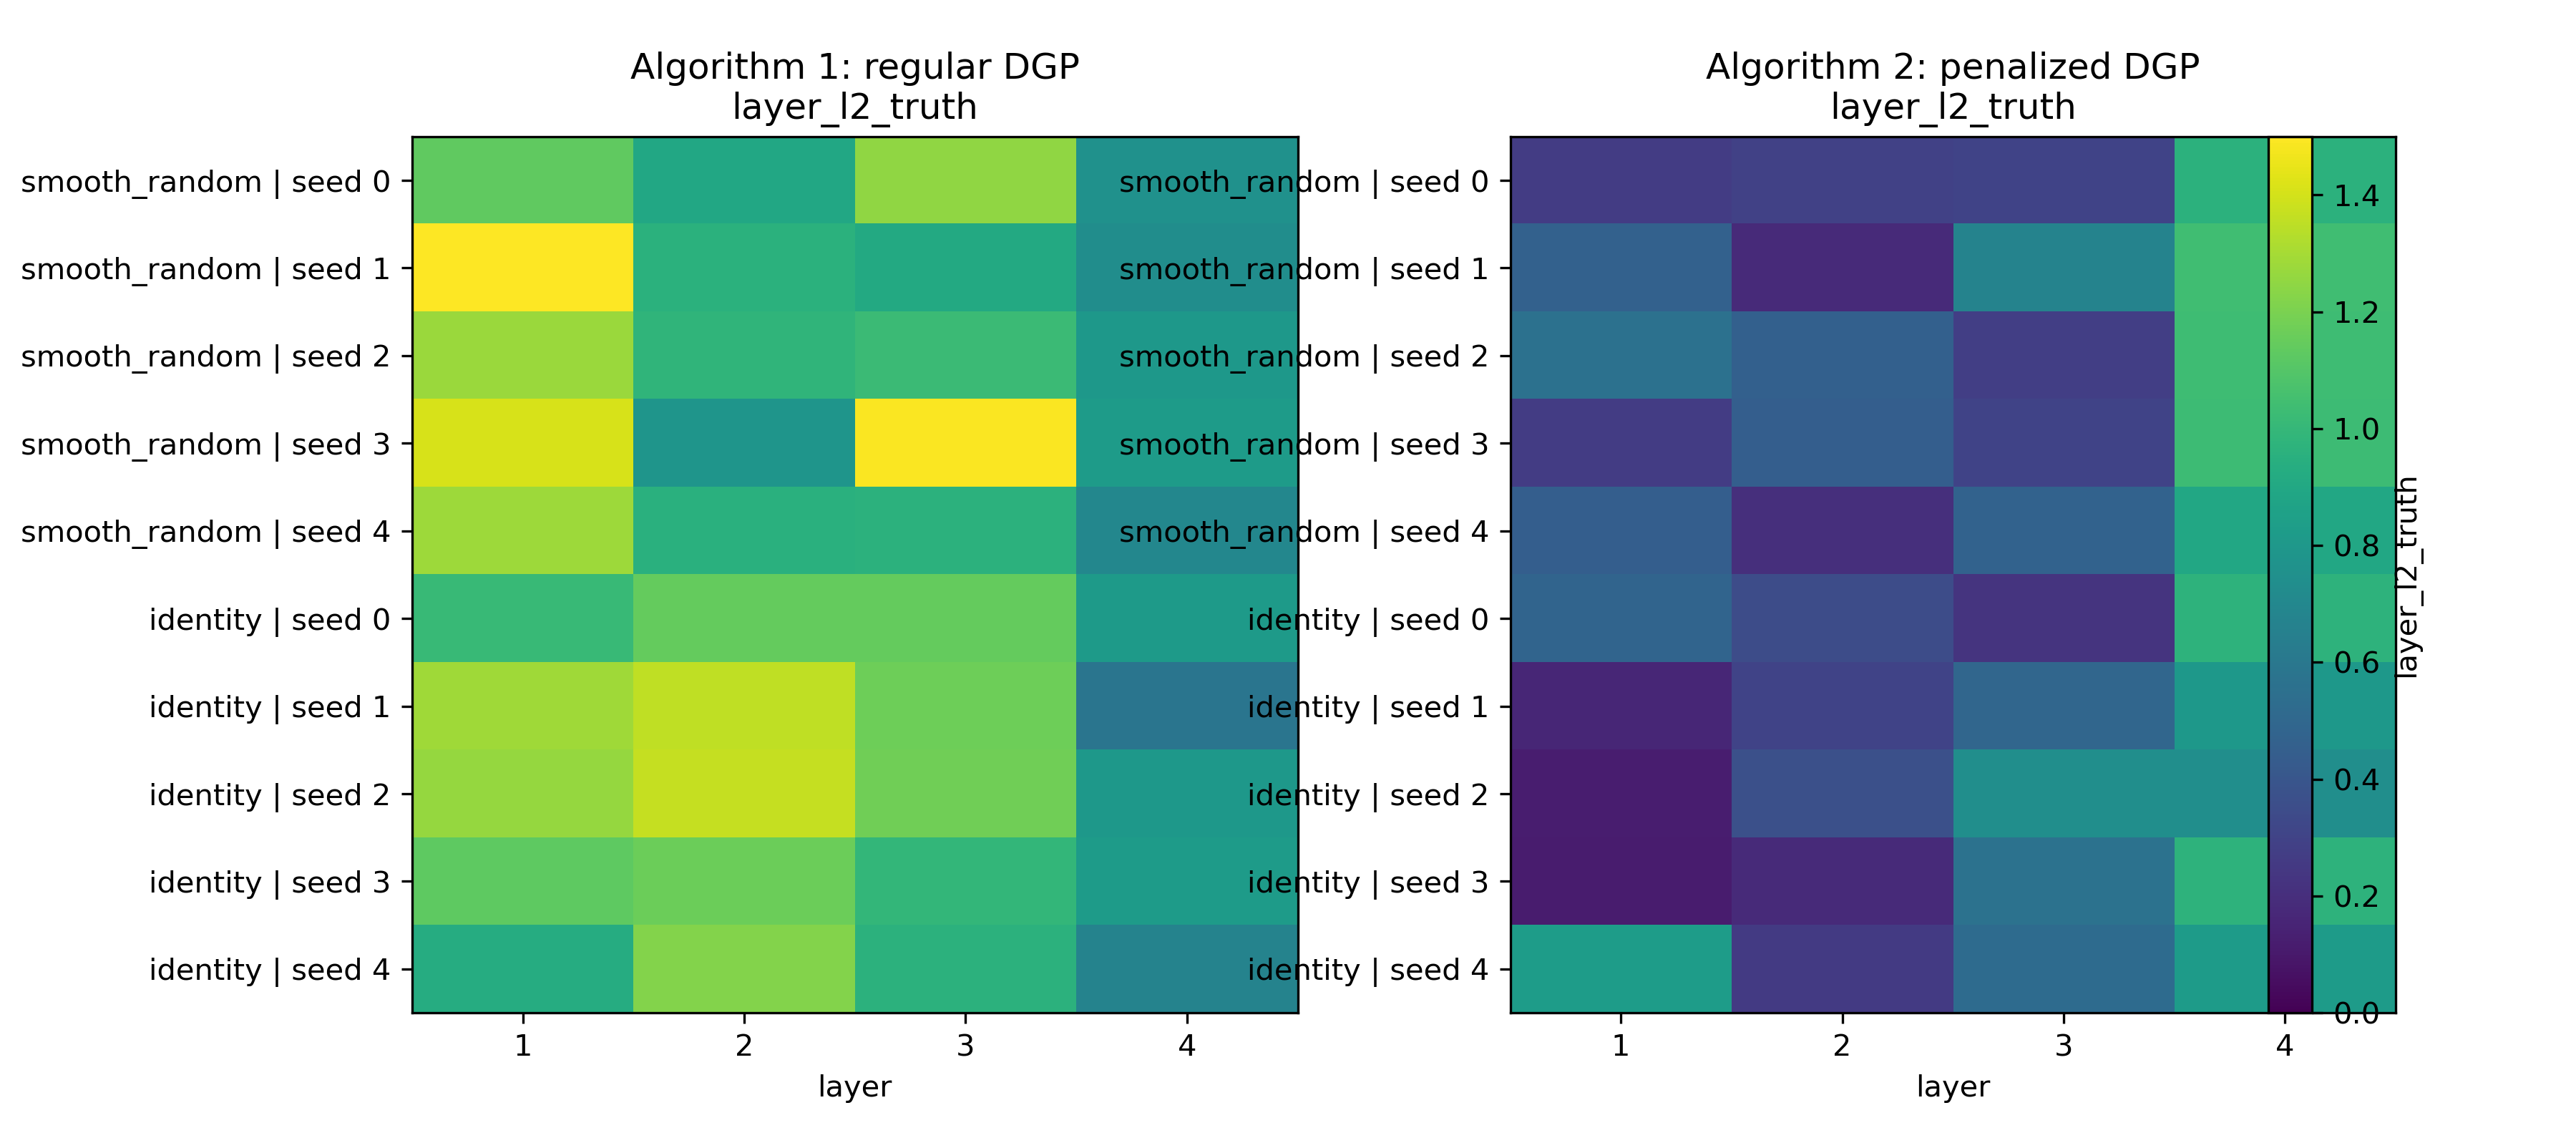 Algorithm 1: regular DGP
layer_l2_truth
smooth_random | seed 0
smooth_random | seed 1
smooth_random | seed 2
smooth_random | seed 3
smooth_random | seed 4
identity | seed 0
identity | seed 1
identity | seed 2
identity | seed 3
identity | seed 4
1 2 3 4
layer
Algorithm 2: penalized DGP
layer_l2_truth
smooth_random | seed 0
smooth_random | seed 1
smooth_random | seed 2
smooth_random | seed 3
smooth_random | seed 4
identity | seed 0
identity | seed 1
identity | seed 2
identity | seed 3
identity | seed 4
1 2 3 4
layer
1.4
1.2
1.0
0.8
0.6
0.4
0.2
0.0
layer_l2_truth